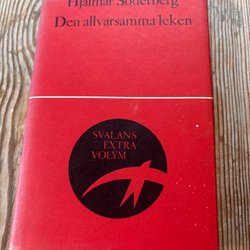 Hjalmar Söderberg
Den allvarsamma leken
SVALANS
EXTRA
VOLYM